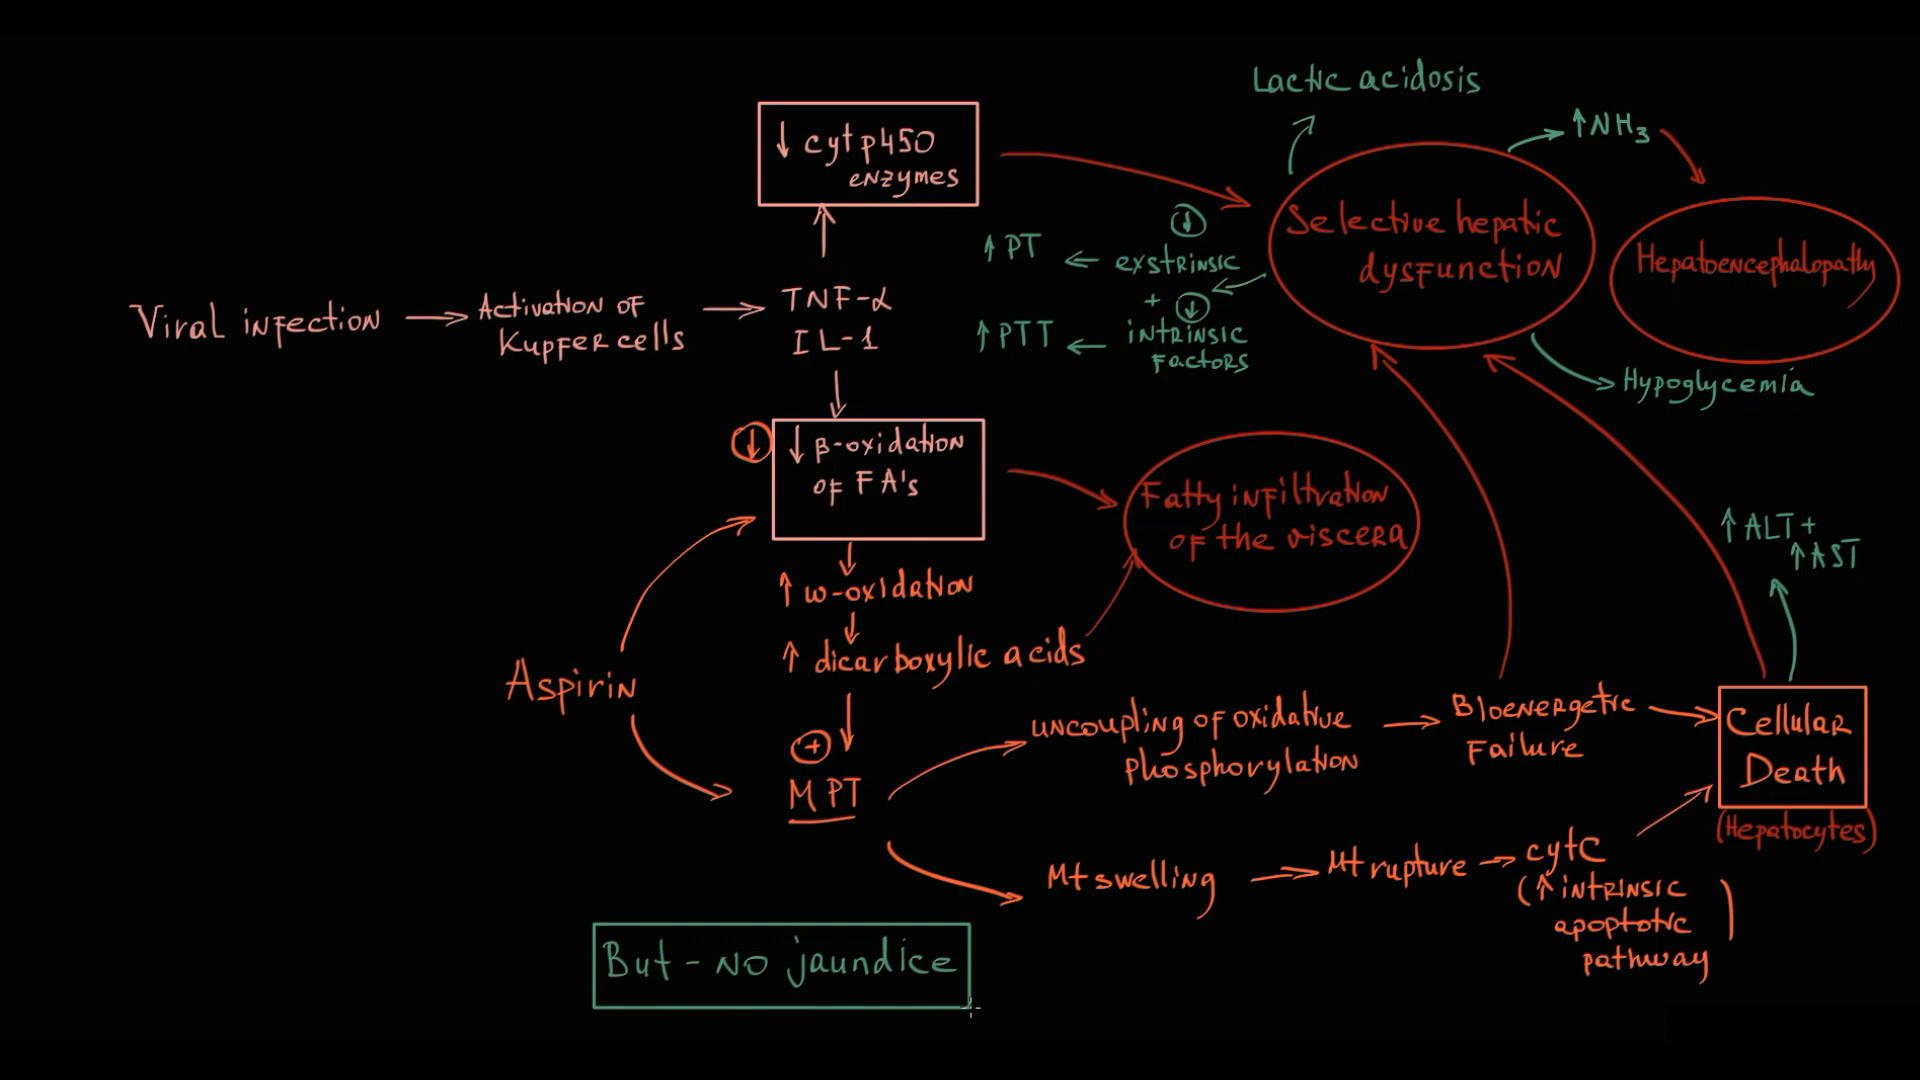 Lactic acidosis
↑NH3
↓ cytp450
enzymes
Selective hepatic
dysfunction
Hepatoencephalopathy
↓
↑ PT ← exstrinsic
+ ↓
↑ PTT ← intrinsic
factors
Viral infection → Activation of
Kupfer cells → TNF-α
IL-1
Hypoglycemia
↓ ↓ β-oxidation
of FA's
Fatty infiltration
of the viscera
↑ALT +
↑AST
↑ ω-oxidation
↑ dicarboxylic acids
Aspirin
+
MPT
uncoupling of oxidative
phosphorylation → Bioenergetic
Failure
Cellular
Death
(Hepatocytes)
Mt swelling → Mt rupture → cytC
(↑ intrinsic
apoptotic
pathway)
But - no jaundice